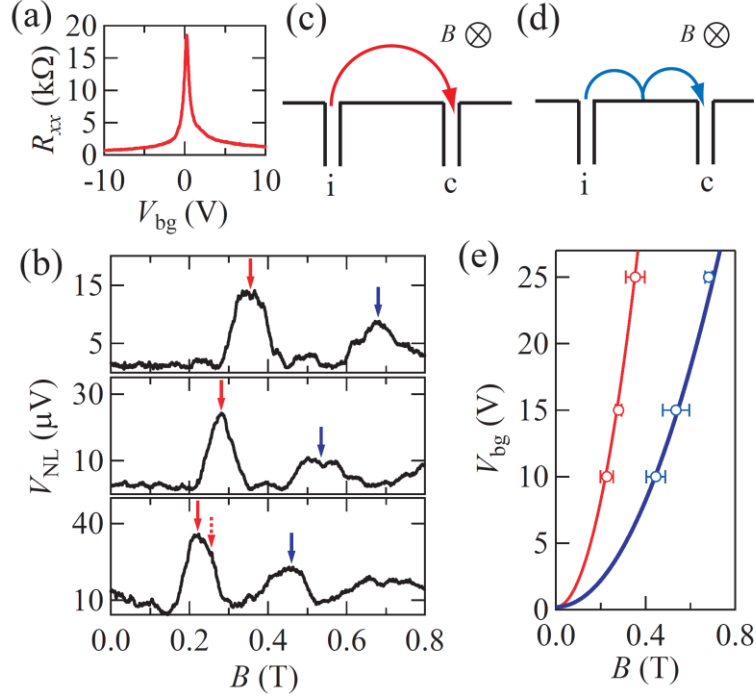 (a)
20
15
10
5
0
R_xx (kΩ)
-10 0 10
V_bg (V)
(c)
B ⊗
i c
(d)
B ⊗
i c
(b)
15
5
30
10
40
10
V_NL (μV)
0.0 0.2 0.4 0.6 0.8
B (T)
(e)
25
20
15
10
5
0
V_bg (V)
0.0 0.4 0.8
B (T)